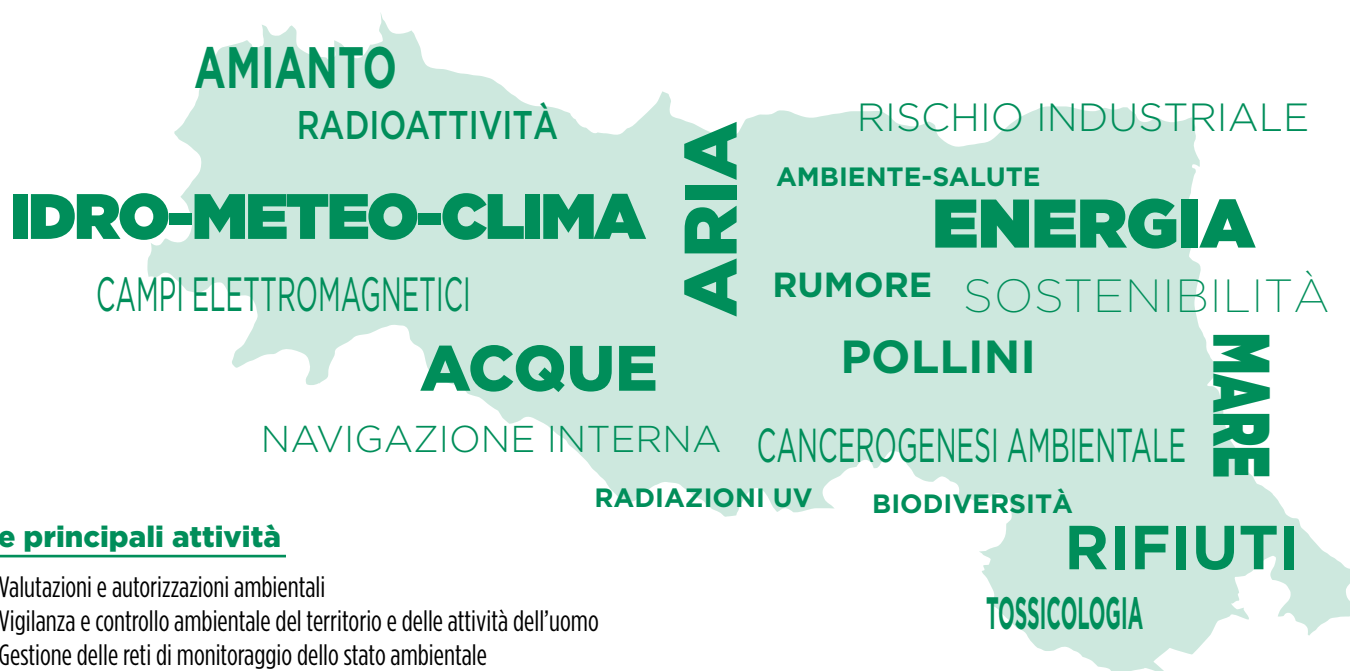 AMIANTO
RADIOATTIVITÀ
RISCHIO INDUSTRIALE
ARIA
AMBIENTE-SALUTE
IDRO-METEO-CLIMA
ENERGIA
CAMPI ELETTROMAGNETICI
RUMORE
SOSTENIBILITÀ
ACQUE
POLLINI
MARE
NAVIGAZIONE INTERNA
CANCEROGENESI AMBIENTALE
RADIAZIONI UV
BIODIVERSITÀ
RIFIUTI
TOSSICOLOGIA
e principali attività
Valutazioni e autorizzazioni ambientali
Vigilanza e controllo ambientale del territorio e delle attività dell'uomo
Gestione delle reti di monitoraggio dello stato ambientale